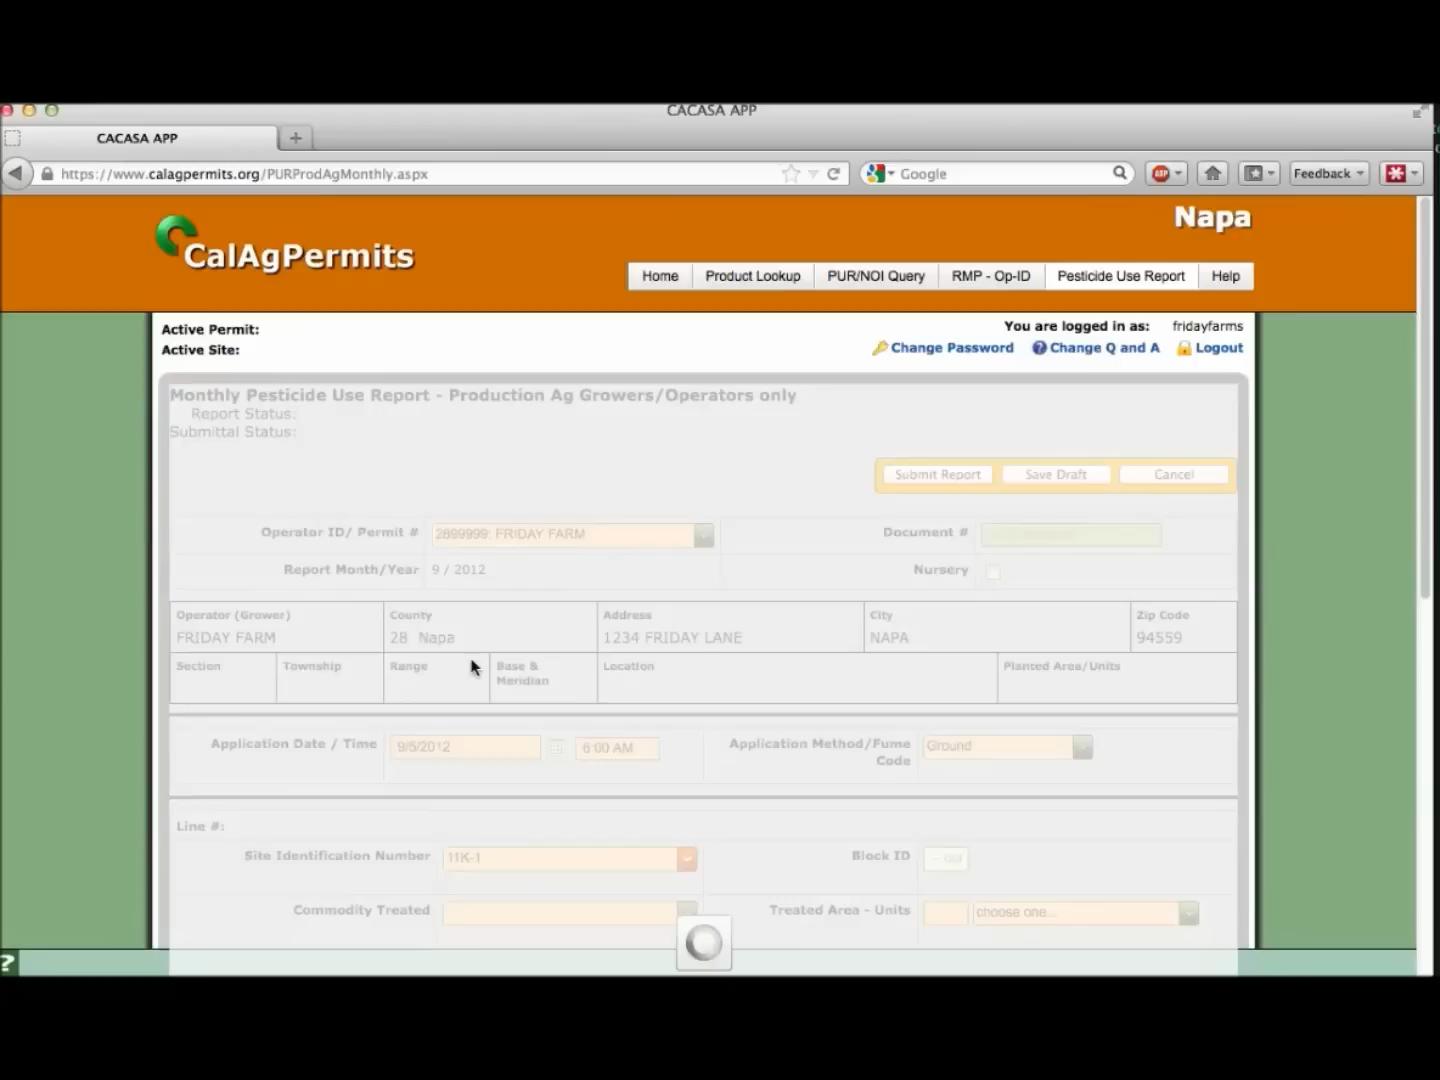 CACASA APP
CACASA APP
https://www.calagpermits.org/PURProdAgMonthly.aspx
Google
ABP
Feedback
Napa
CalAgPermits
Home Product Lookup PUR/NOI Query RMP - Op-ID Pesticide Use Report Help
Active Permit:
You are logged in as: fridayfarms
Active Site:
Change Password Change Q and A Logout
Monthly Pesticide Use Report - Production Ag Growers/Operators only
Report Status:
Submittal Status:
Submit Report Save Draft Cancel
Operator ID/ Permit # 2899999: FRIDAY FARM Document #
Report Month/Year 9 / 2012 Nursery
Operator (Grower) County Address City Zip Code
FRIDAY FARM 28 Napa 1234 FRIDAY LANE NAPA 94559
Section Township Range Base & Meridian Location Planted Area/Units
Application Date / Time 9/5/2012 6:00 AM Application Method/Fume Code Ground
Line #:
Site Identification Number 11K-1 Block ID
Commodity Treated Treated Area - Units choose one...
?